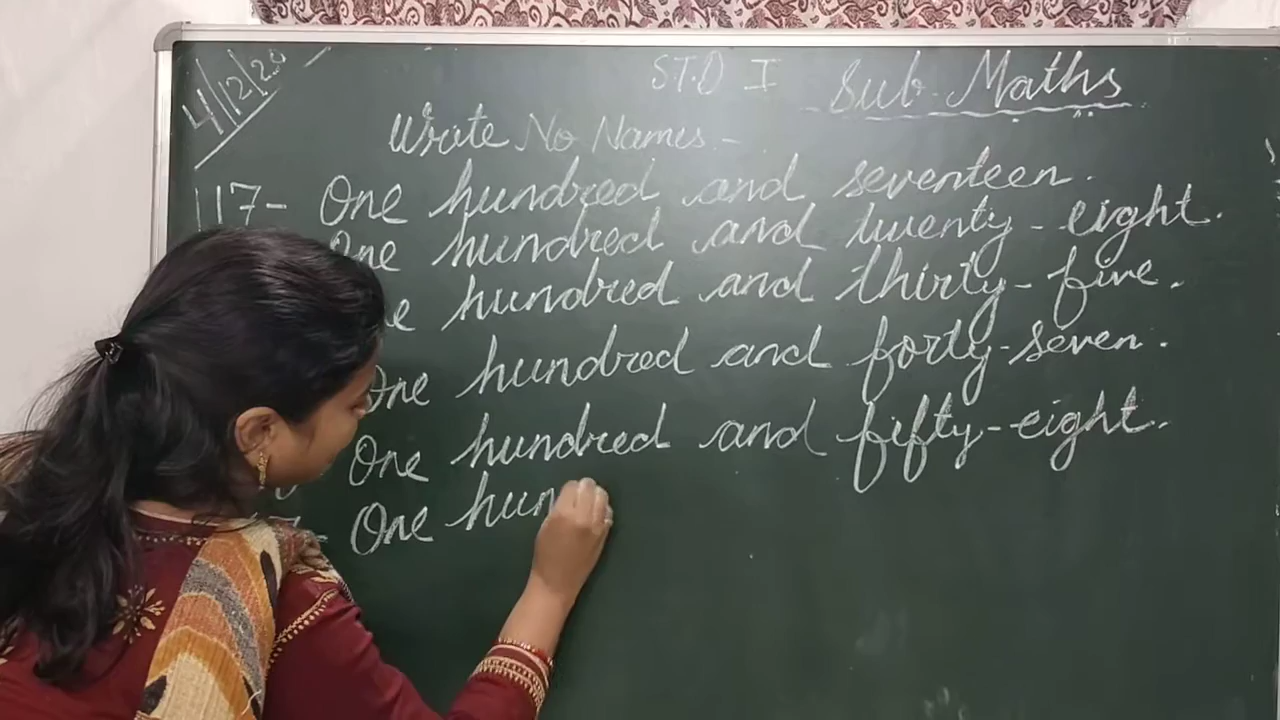 4/12/20
STD I Sub. Maths
Wrote No Names -
117- One hundred and seventeen.
One hundred and twenty-eight.
hundred and thirty-five.
One hundred and forty-seven.
One hundred and fifty-eight.
One hun